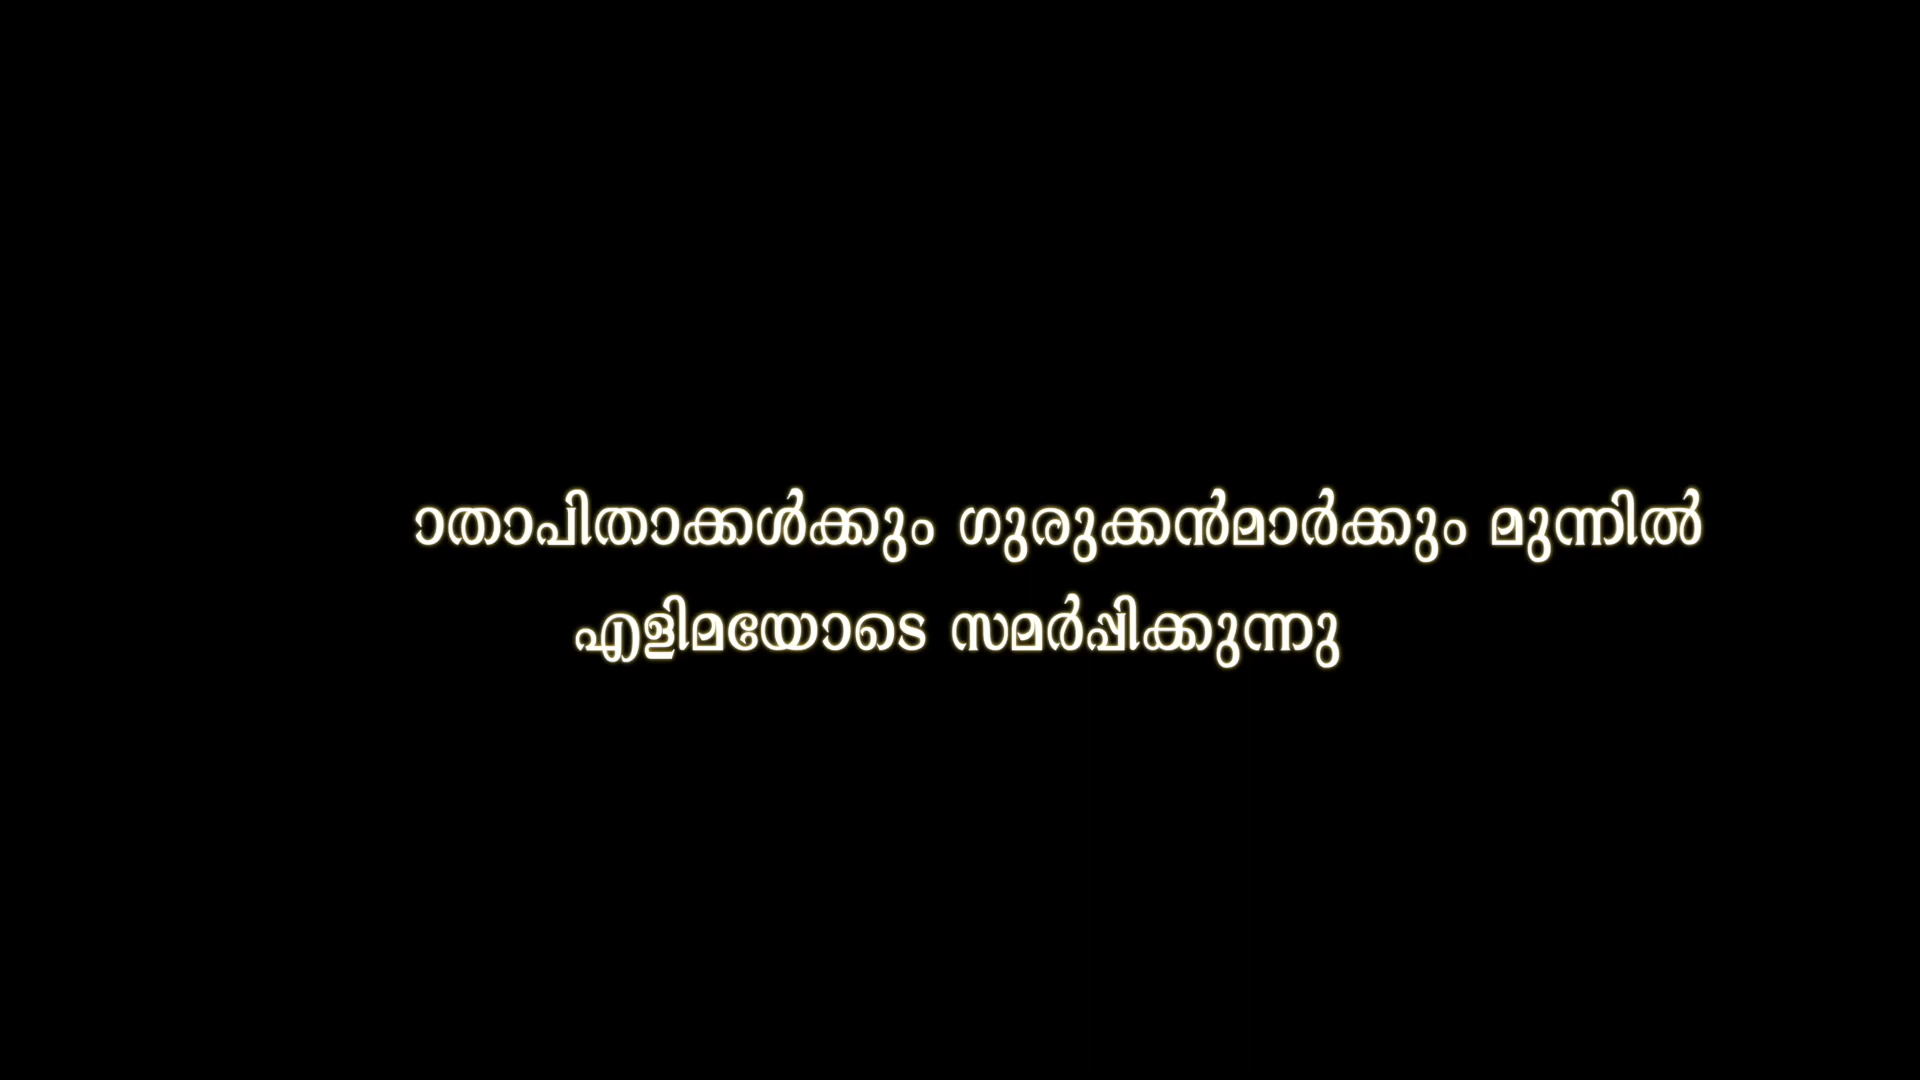 ാതാപിതാക്കൾക്കും ഗുരുക്കൻമാർക്കും മുന്നിൽ
എളിമയോടെ സമർപ്പിക്കുന്നു